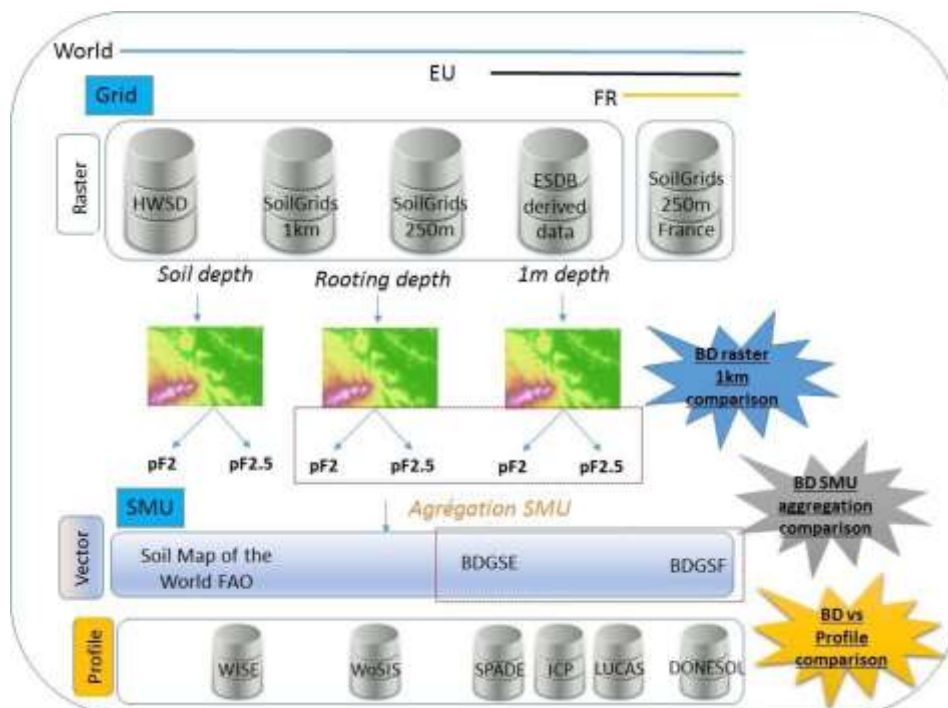 World
EU
FR
Grid
Raster
HWSD
SoilGrids
1km
SoilGrids
250m
ESDB
derived
data
SoilGrids
250m
France
Soil depth
Rooting depth
1m depth
BD raster
1km
comparison
pF2
pF2.5
pF2
pF2.5
pF2
pF2.5
SMU
Agrégation SMU
BD SMU
aggregation
comparison
Vector
Soil Map of the
World FAO
BDGSE
BDGSF
Profile
WISE
WoSIS
SPADE
ICP
LUCAS
DONESOL
BD vs
Profile
comparison